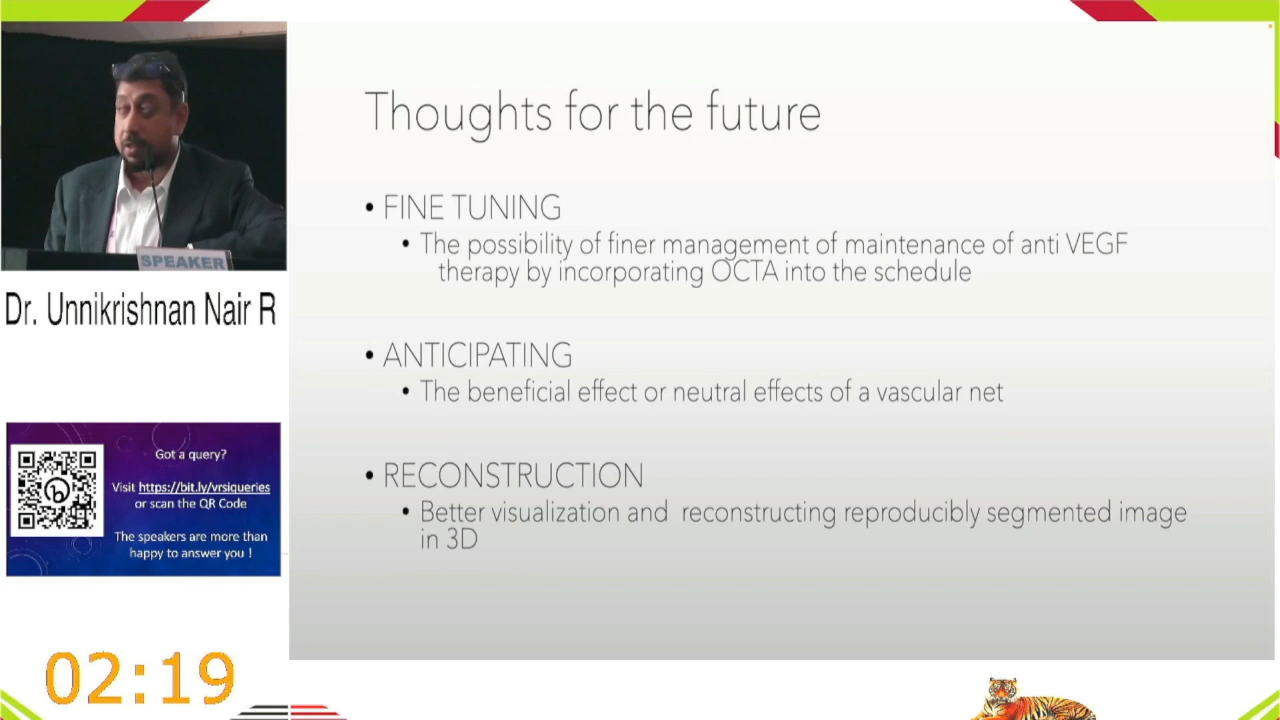 SPEAKER
Dr. Unnikrishnan Nair R
Got a query?
Visit https://bit.ly/vrsiqueries
or scan the QR Code
The speakers are more than
happy to answer you !
02:19
Thoughts for the future
• FINE TUNING
• The possibility of finer management of maintenance of anti VEGF
therapy by incorporating OCTA into the schedule
• ANTICIPATING
• The beneficial effect or neutral effects of a vascular net
• RECONSTRUCTION
• Better visualization and reconstructing reproducibly segmented image
in 3D